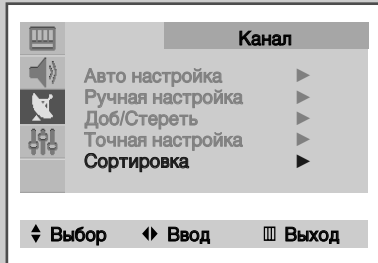 Канал
Авто настройка
Ручная настройка
Доб/Стереть
Точная настройка
Сортировка
Выбор Ввод Выход